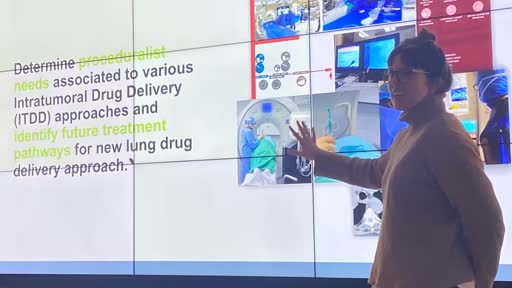 Determine proceduralist
needs associated to various
Intratumoral Drug Delivery
(ITDD) approaches and
identify future treatment
pathways for new lung drug
delivery approach.